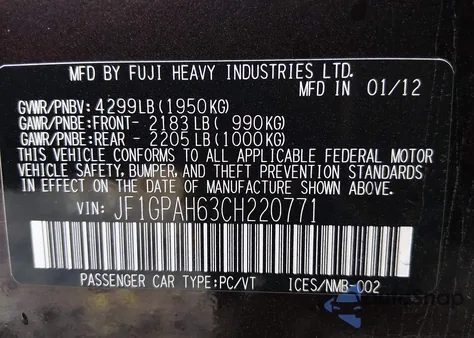 MFD BY FUJI HEAVY INDUSTRIES LTD.
MFD IN 01/12
GVWR/PNBV: 4299LB (1950KG)
GAWR/PNBE: FRONT- 2183 LB ( 990KG)
GAWR/PNBE: REAR - 2205 LB (1000KG)
THIS VEHICLE CONFORMS TO ALL APPLICABLE FEDERAL MOTOR
VEHICLE SAFETY, BUMPER, AND THEFT PREVENTION STANDARDS
IN EFFECT ON THE DATE OF MANUFACTURE SHOWN ABOVE.
VIN: JF1GPAH63CH220771
PASSENGER CAR TYPE:PC/VT ICES/NMB-002